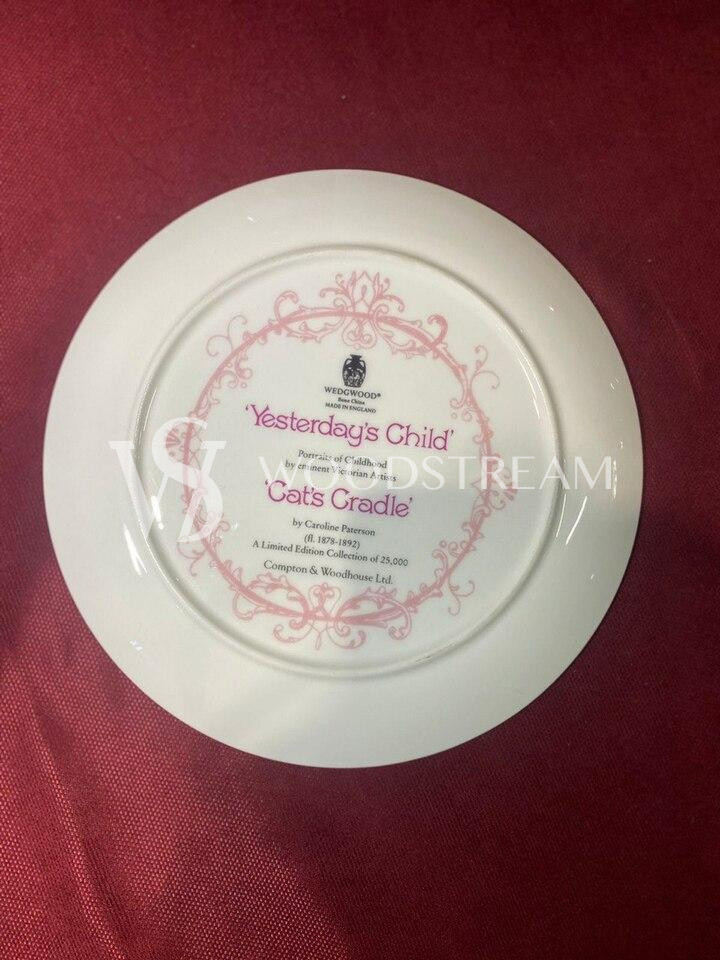 WEDGWOOD®
Bone China
MADE IN ENGLAND
'Yesterday's Child'
Portraits of Childhood
by eminent Victorian Artists
WS WOODSTREAM
'Cat's Cradle'
by Caroline Paterson
(fl. 1878-1892)
A Limited Edition Collection of 25,000
Compton & Woodhouse Ltd.